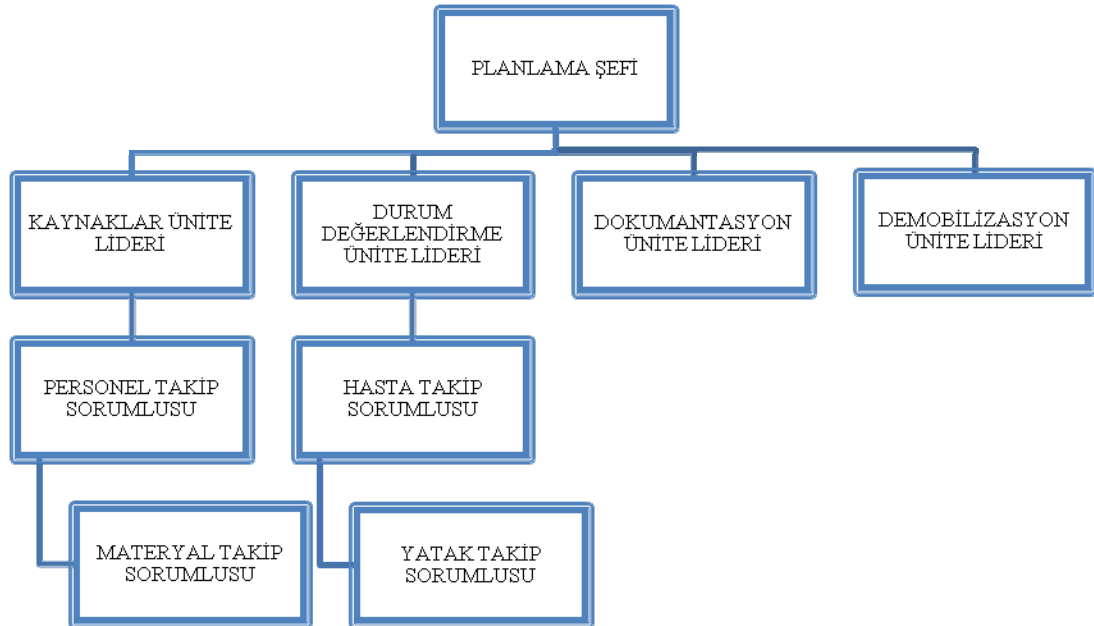 PLANLAMA ŞEFİ
KAYNAKLAR ÜNİTE
LİDERİ
DURUM
DEĞERLENDİRME
ÜNİTE LİDERİ
DOKUMANTASYON
ÜNİTE LİDERİ
DEMOBİLİZASYON
ÜNİTE LİDERİ
PERSONEL TAKİP
SORUMLUSU
HASTA TAKİP
SORUMLUSU
MATERYAL TAKİP
SORUMLUSU
YATAK TAKİP
SORUMLUSU